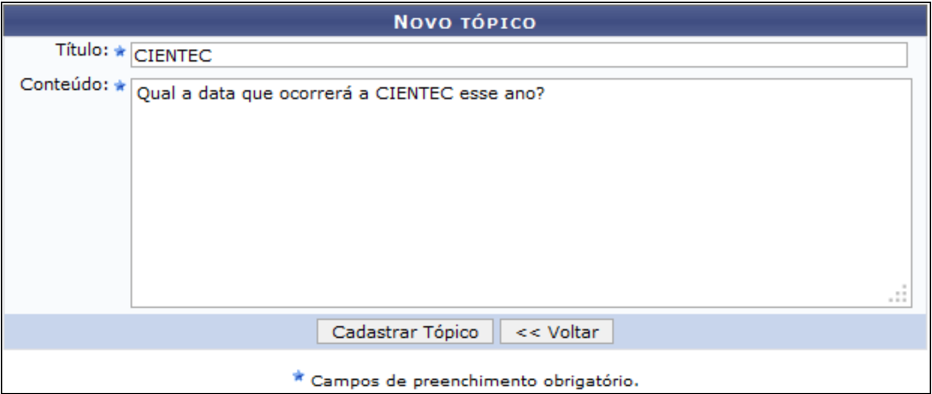 NOVO TÓPICO
Título: CIENTEC
Conteúdo: Qual a data que ocorrerá a CIENTEC esse ano?
Cadastrar Tópico << Voltar
Campos de preenchimento obrigatório.